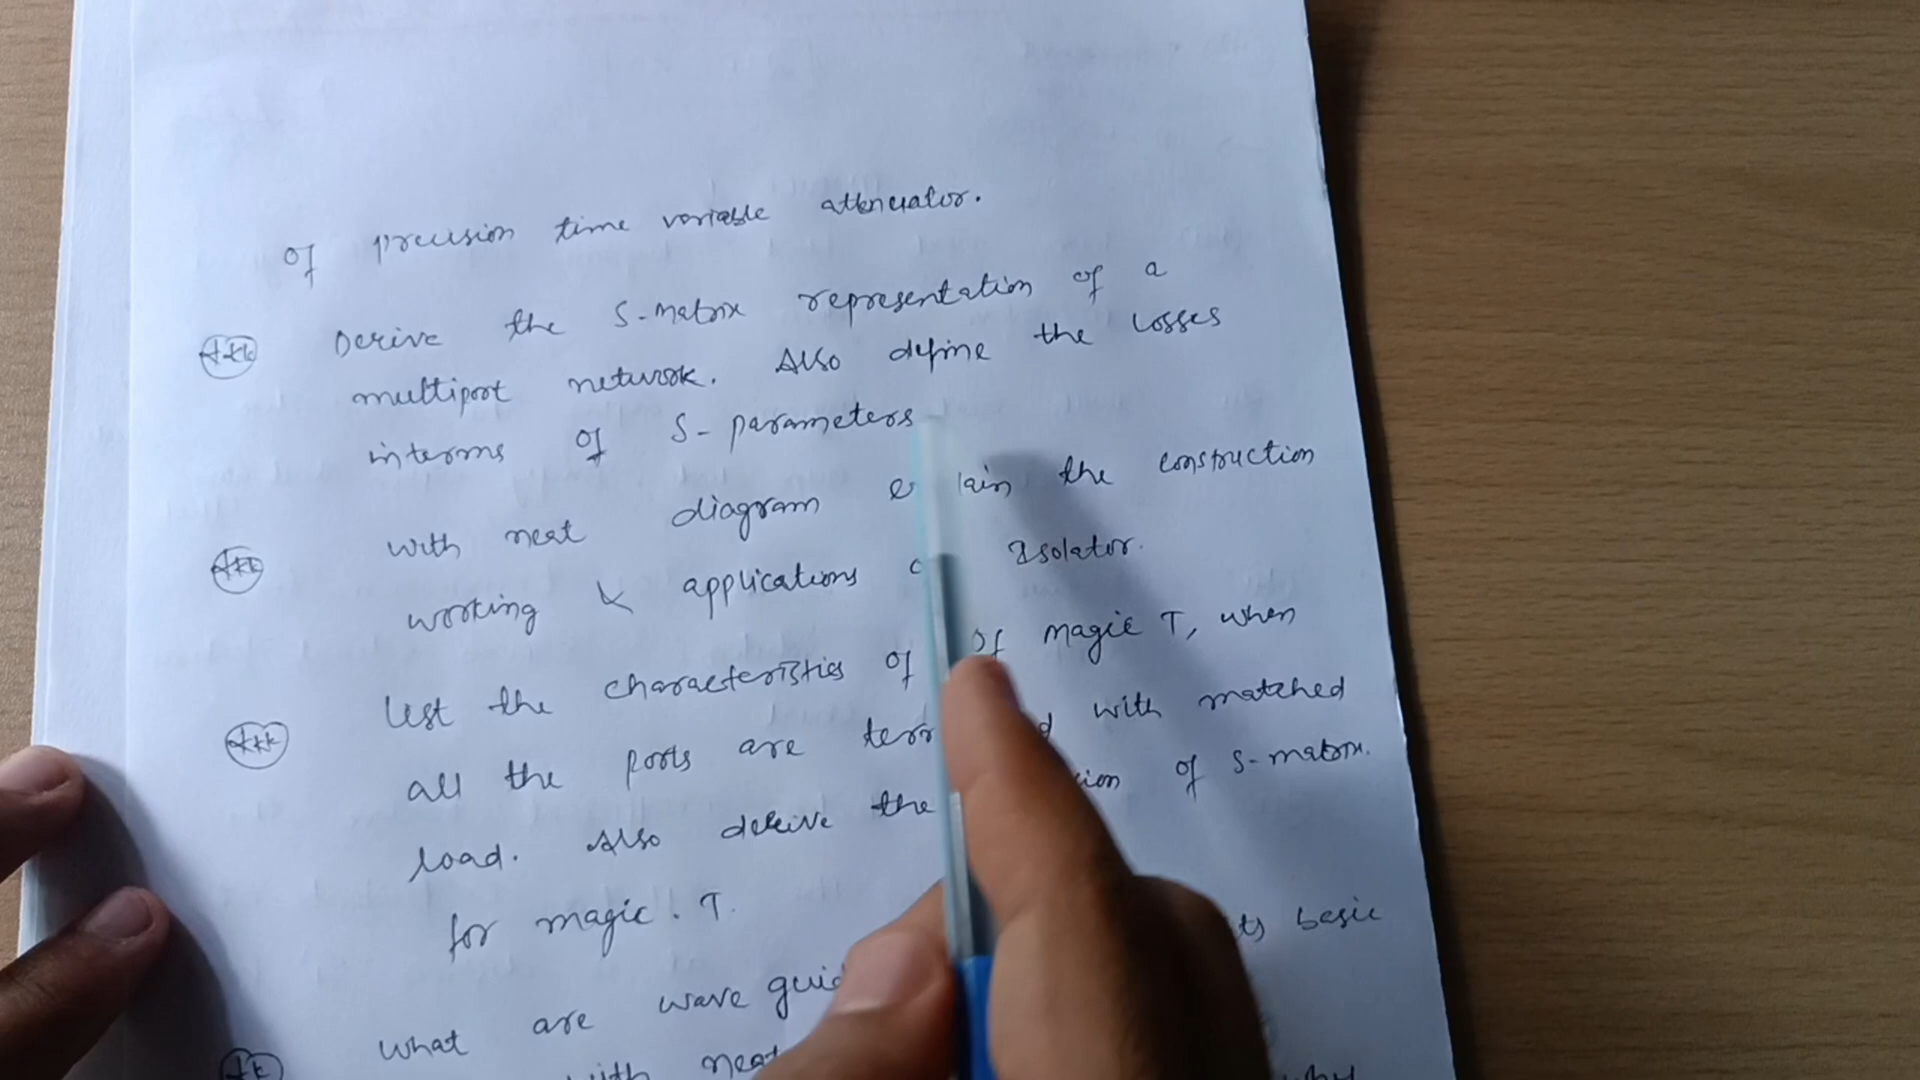 of precision time variable attenuator.
*** Derive the S-matrix representation of a
multiport network. Also define the losses
interms of S-parameters
*** with neat diagram the construction
working & applications Isolator.
*** List the characteristics of of magic T, when
all the ports are with matched
load. Also derive the of S-matrix.
for magic. T.
** what are wave basic
with neat